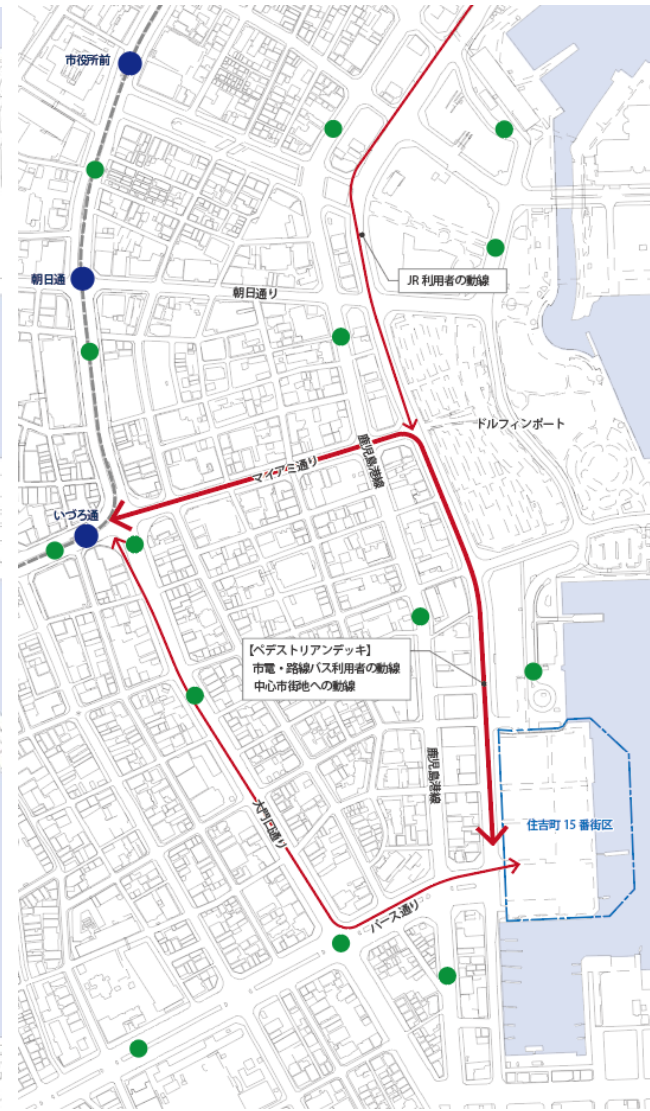 市役所前
朝日通
朝日通り
JR 利用者の動線
ドルフィンポート
鹿児島港線
マイアミ通り
いづろ通
【ペデストリアンデッキ】
市電・路線バス利用者の動線
中心市街地への動線
鹿児島港線
大門口通り
住吉町 15 番街区
パース通り